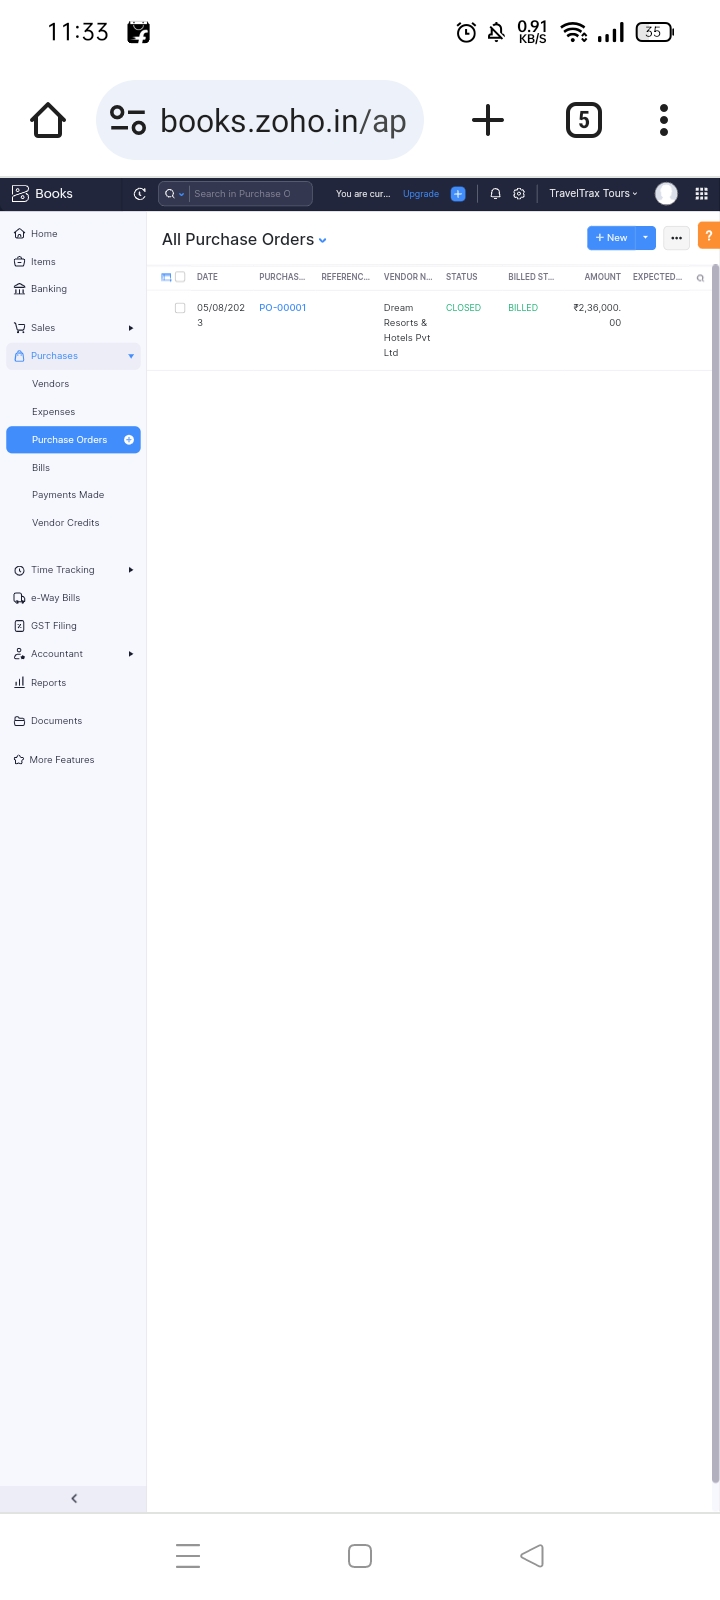 11:33
0.91
KB/S
35
books.zoho.in/ap
5
Books
Search in Purchase O
You are cur...
Upgrade
TravelTrax Tours
Home
Items
Banking
Sales
Purchases
Vendors
Expenses
Purchase Orders
Bills
Payments Made
Vendor Credits
Time Tracking
e-Way Bills
GST Filing
Accountant
Reports
Documents
More Features
All Purchase Orders
+ New
?
DATE PURCHAS... REFERENC... VENDOR N... STATUS BILLED ST... AMOUNT EXPECTED...
05/08/202 PO-00001 Dream CLOSED BILLED ₹2,36,000.
3 Resorts & 00
Hotels Pvt
Ltd